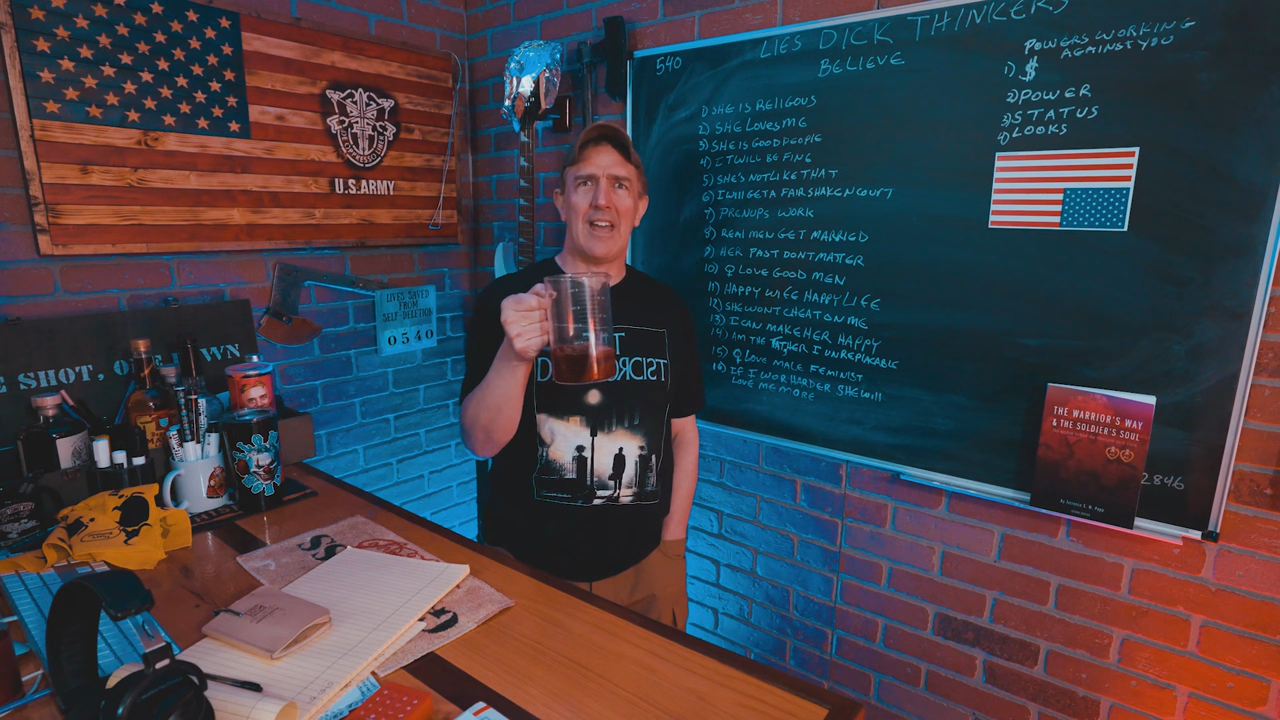 U.S. ARMY
LIVES SAVED
FROM
SELF-DELETION
0540
E SHOT, O
WN
540
LIES DICK THINKERS
BELIEVE
1) SHE IS RELIGOUS
2) SHE LOVES ME
3) SHE IS GOOD PEOPLE
4) IT WILL BE FINE
5) SHE'S NOT LIKE THAT
6) I WILL GET A FAIR SHAKE N COURT
7) PRENUPS WORK
8) REAL MEN GET MARRIED
9) HER PAST DONT MATTER
10) ♀ LOVE GOOD MEN
11) HAPPY WIFE HAPPY LIFE
12) SHE WONT CHEAT ON ME
13) I CAN MAKE HER HAPPY
14) AM THE FATHER I UNREPLACABLE
15) ♀ LOVE MALE FEMINIST
16) IF I WOR HARDER SHE WILL
LOVE ME MORE
POWERS WORKING
AGAINST YOU
1) $
2) POWER
3) STATUS
4) LOOKS
THE WARRIOR'S WAY
& THE SOLDIER'S SOUL
2846